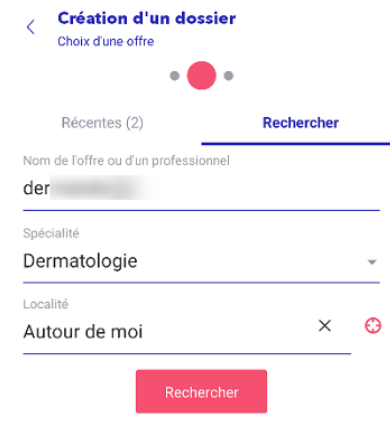 Création d'un dossier
Choix d'une offre
Récentes (2)
Rechercher
Nom de l'offre ou d'un professionnel
der
Spécialité
Dermatologie
Localité
Autour de moi
Rechercher